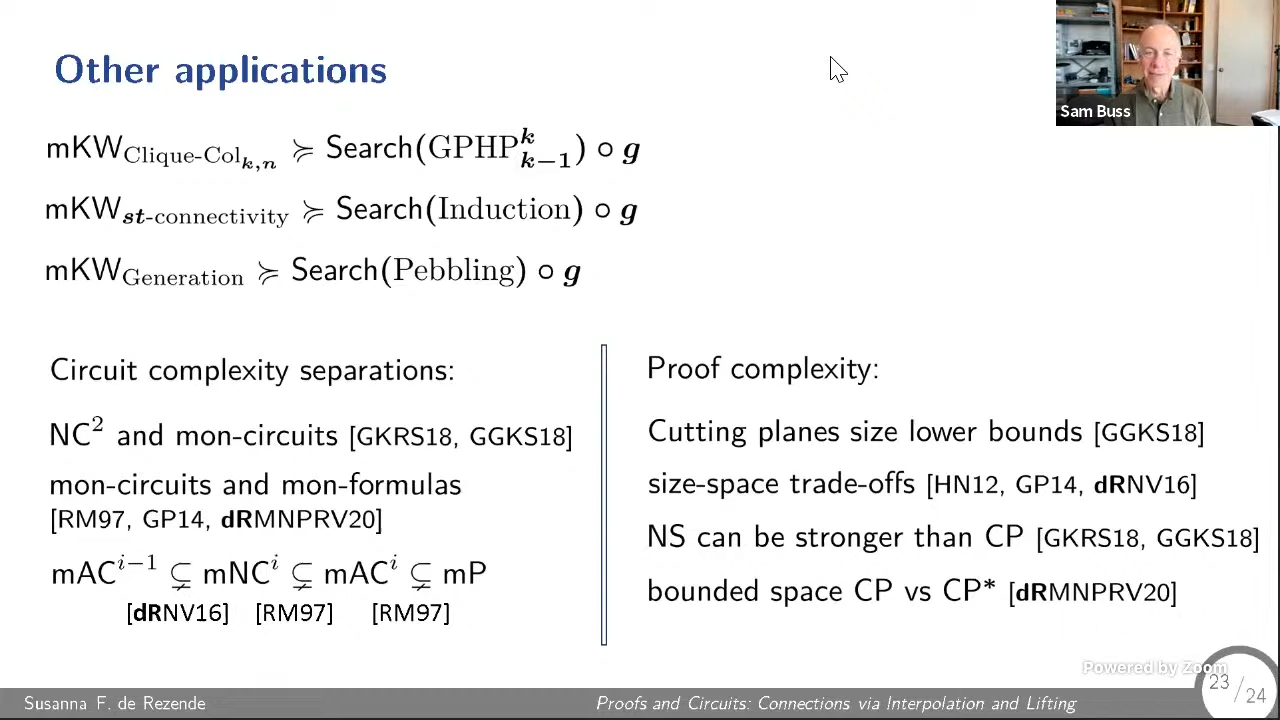 Other applications
Sam Buss
mKW_{Clique-Col_{k,n}} ≽ Search(GPHP^k_{k−1}) ∘ g
mKW_{st-connectivity} ≽ Search(Induction) ∘ g
mKW_{Generation} ≽ Search(Pebbling) ∘ g
Circuit complexity separations:
NC² and mon-circuits [GKRS18, GGKS18]
mon-circuits and mon-formulas
[RM97, GP14, dRMNPRV20]
mAC^{i−1} ⊊ mNC^i ⊊ mAC^i ⊊ mP
[dRNV16] [RM97] [RM97]
Proof complexity:
Cutting planes size lower bounds [GGKS18]
size-space trade-offs [HN12, GP14, dRNV16]
NS can be stronger than CP [GKRS18, GGKS18]
bounded space CP vs CP* [dRMNPRV20]
Powered by Zoom
Susanna F. de Rezende
Proofs and Circuits: Connections via Interpolation and Lifting
23/24